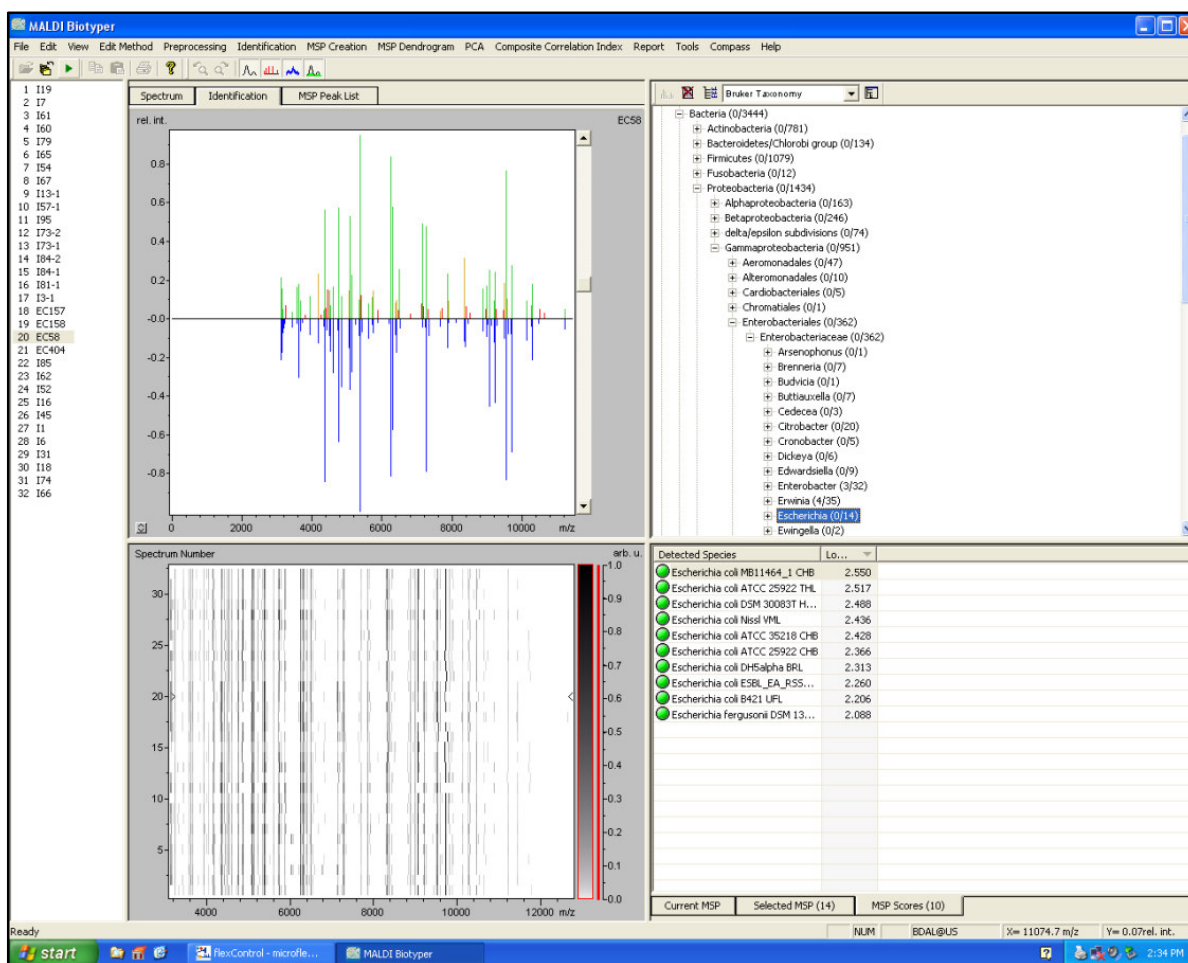 MALDI Biotyper
File Edit View Edit Method Preprocessing Identification MSP Creation MSP Dendrogram PCA Composite Correlation Index Report Tools Compass Help
1 I19
2 I7
3 I61
4 I60
5 I79
6 I65
7 I54
8 I67
9 I13-1
10 I57-1
11 I95
12 I73-2
13 I73-1
14 I84-2
15 I84-1
16 I81-1
17 I3-1
18 EC157
19 EC158
20 EC58
21 EC404
22 I85
23 I62
24 I52
25 I16
26 I45
27 I1
28 I6
29 I31
30 I18
31 I74
32 I66
Spectrum Identification MSP Peak List
rel. int. EC58
0.8
0.6
0.4
0.2
-0.0
-0.2
-0.4
-0.6
-0.8
0 2000 4000 6000 8000 10000 m/z
Bruker Taxonomy
Bacteria (0/3444)
Actinobacteria (0/781)
Bacteroidetes/Chlorobi group (0/134)
Firmicutes (0/1079)
Fusobacteria (0/12)
Proteobacteria (0/1434)
Alphaproteobacteria (0/163)
Betaproteobacteria (0/246)
delta/epsilon subdivisions (0/74)
Gammaproteobacteria (0/951)
Aeromonadales (0/47)
Alteromonadales (0/10)
Cardiobacteriales (0/5)
Chromatiales (0/1)
Enterobacteriales (0/362)
Enterobacteriaceae (0/362)
Arsenophonus (0/1)
Brenneria (0/7)
Budvicia (0/1)
Buttiauxella (0/7)
Cedecea (0/3)
Citrobacter (0/20)
Cronobacter (0/5)
Dickeya (0/6)
Edwardsiella (0/9)
Enterobacter (3/32)
Erwinia (4/35)
Escherichia (0/14)
Ewingella (0/2)
Spectrum Number arb. u.
30
25
20
15
10
5
4000 6000 8000 10000 12000 m/z
1.0
0.9
0.8
0.7
0.6
0.5
0.4
0.3
0.2
0.1
0.0
Detected Species Lo...
Escherichia coli MB11464_1 CHB 2.550
Escherichia coli ATCC 25922 THL 2.517
Escherichia coli DSM 30083T H... 2.488
Escherichia coli Nissl VML 2.436
Escherichia coli ATCC 35218 CHB 2.428
Escherichia coli ATCC 25922 CHB 2.366
Escherichia coli DH5alpha BRL 2.313
Escherichia coli ESBL_EA_RSS... 2.260
Escherichia coli B421 UFL 2.206
Escherichia fergusonii DSM 13... 2.088
Current MSP Selected MSP (14) MSP Scores (10)
Ready NUM BDAL@US X= 11074.7 m/z Y= 0.07rel. int.
start flexControl - microfle... MALDI Biotyper 2:34 PM